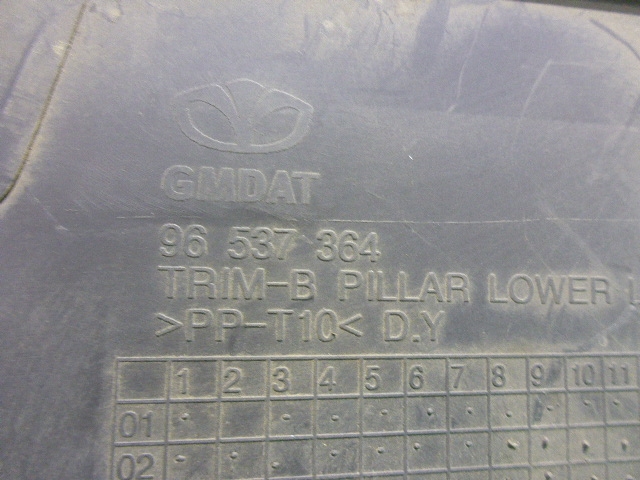 GMDAT
96 537 364
TRIM-B PILLAR LOWER L
>PP-T10< D.Y
1 2 3 4 5 6 7 8 9 10 11
01
02